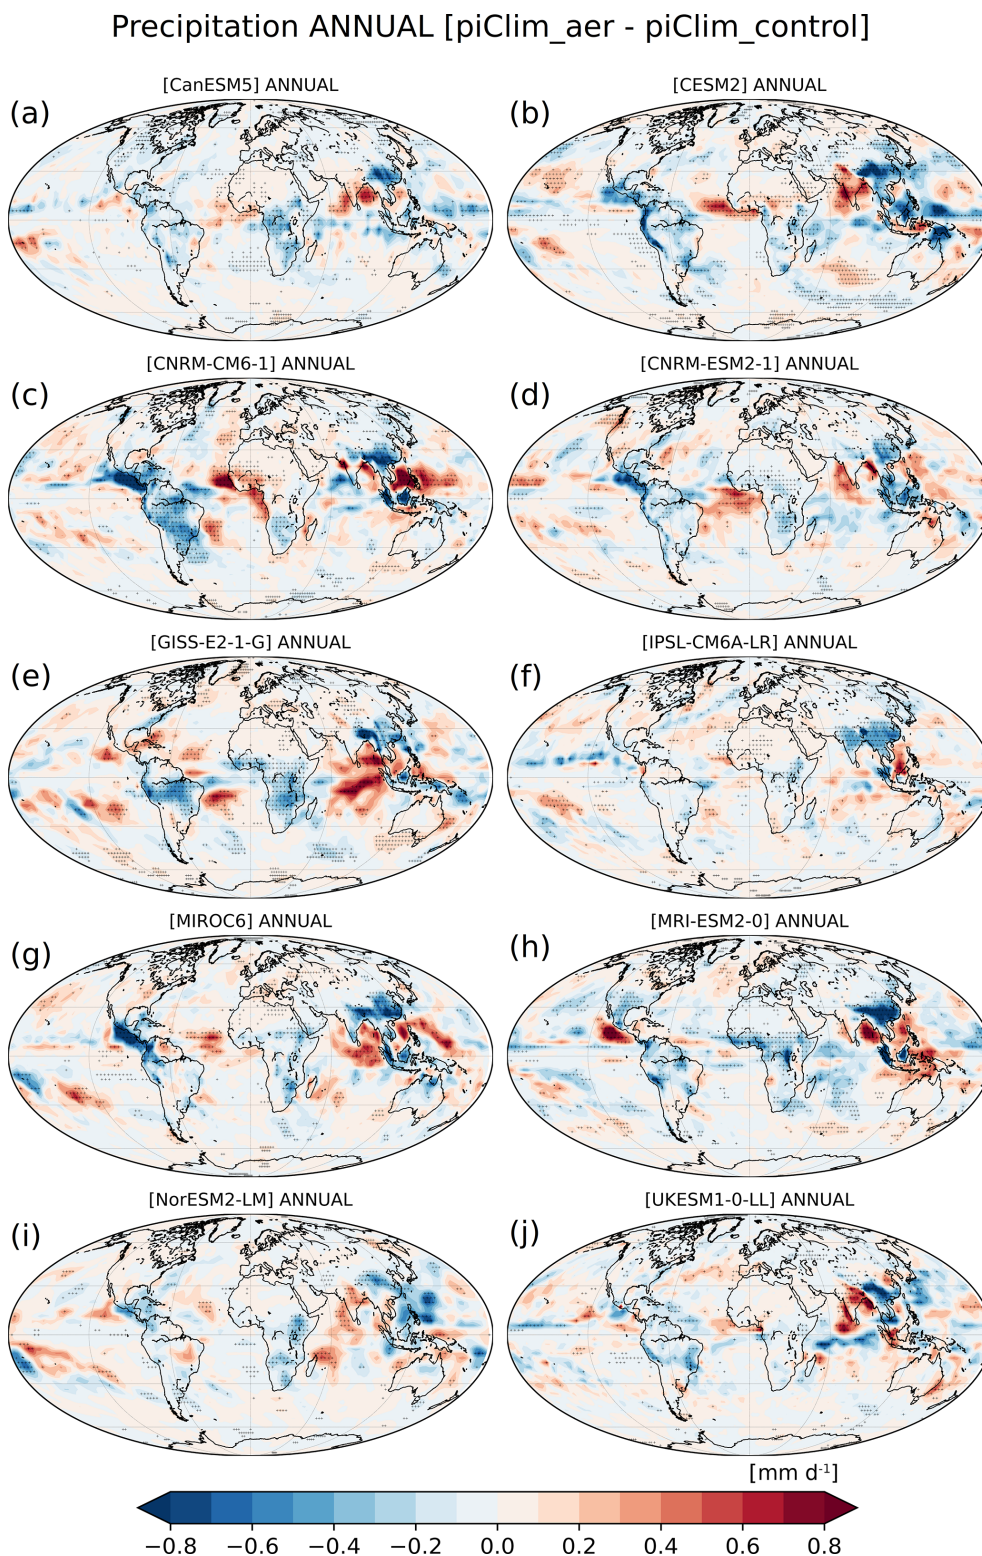 Precipitation ANNUAL [piClim_aer - piClim_control]
[CanESM5] ANNUAL
(a)
[CESM2] ANNUAL
(b)
[CNRM-CM6-1] ANNUAL
(c)
[CNRM-ESM2-1] ANNUAL
(d)
[GISS-E2-1-G] ANNUAL
(e)
[IPSL-CM6A-LR] ANNUAL
(f)
[MIROC6] ANNUAL
(g)
[MRI-ESM2-0] ANNUAL
(h)
[NorESM2-LM] ANNUAL
(i)
[UKESM1-0-LL] ANNUAL
(j)
[mm d⁻¹]
−0.8 −0.6 −0.4 −0.2 0.0 0.2 0.4 0.6 0.8